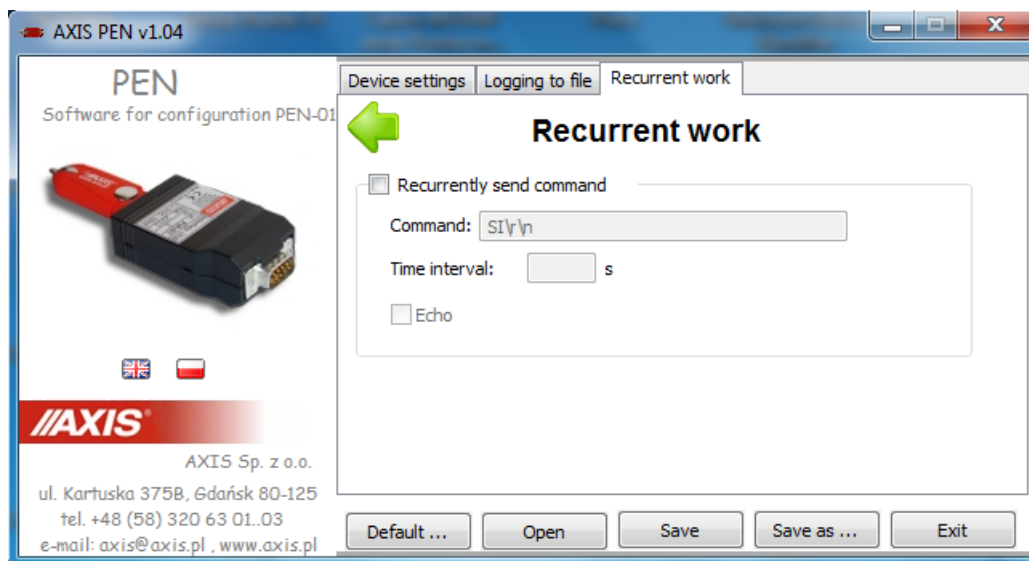 AXIS PEN v1.04
PEN
Software for configuration PEN-01
//AXIS®
AXIS Sp. z o.o.
ul. Kartuska 375B, Gdańsk 80-125
tel. +48 (58) 320 63 01..03
e-mail: axis@axis.pl , www.axis.pl
Device settings
Logging to file
Recurrent work
Recurrent work
Recurrently send command
Command: SI\r\n
Time interval: s
Echo
Default ...
Open
Save
Save as ...
Exit